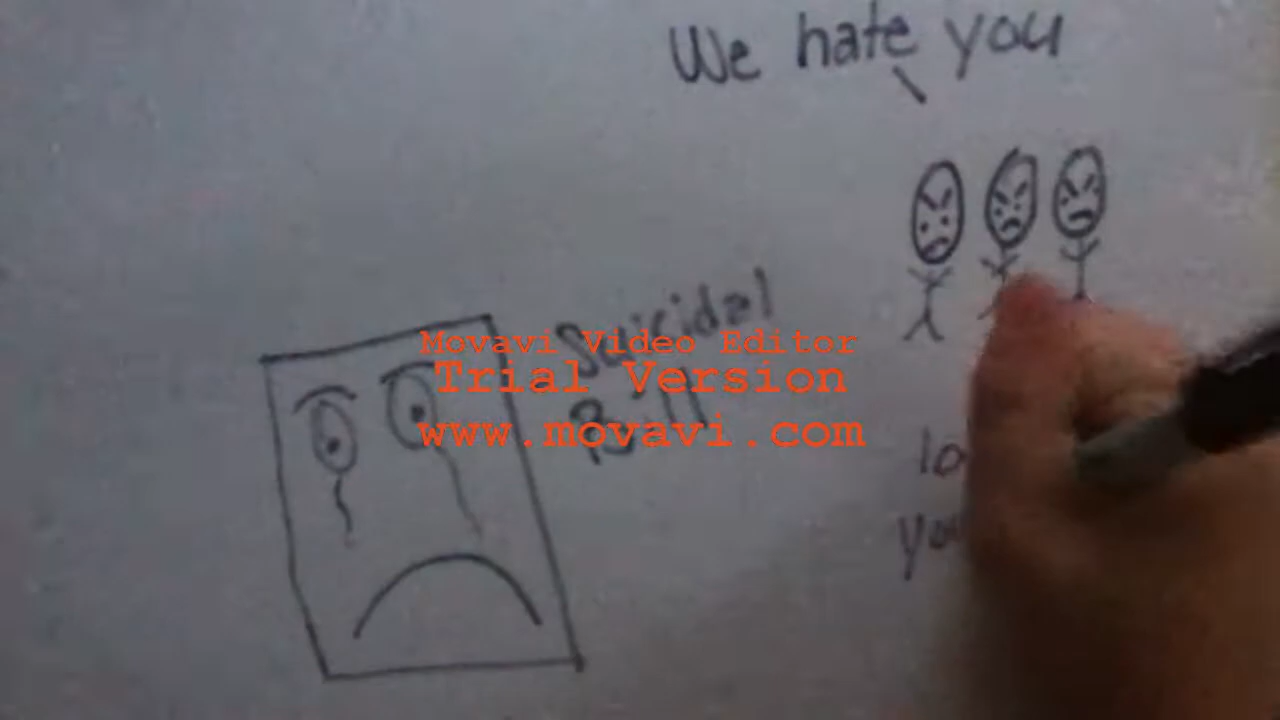 We hate you
Suicidal
Bill
Movavi Video Editor
Trial Version
www.movavi.com